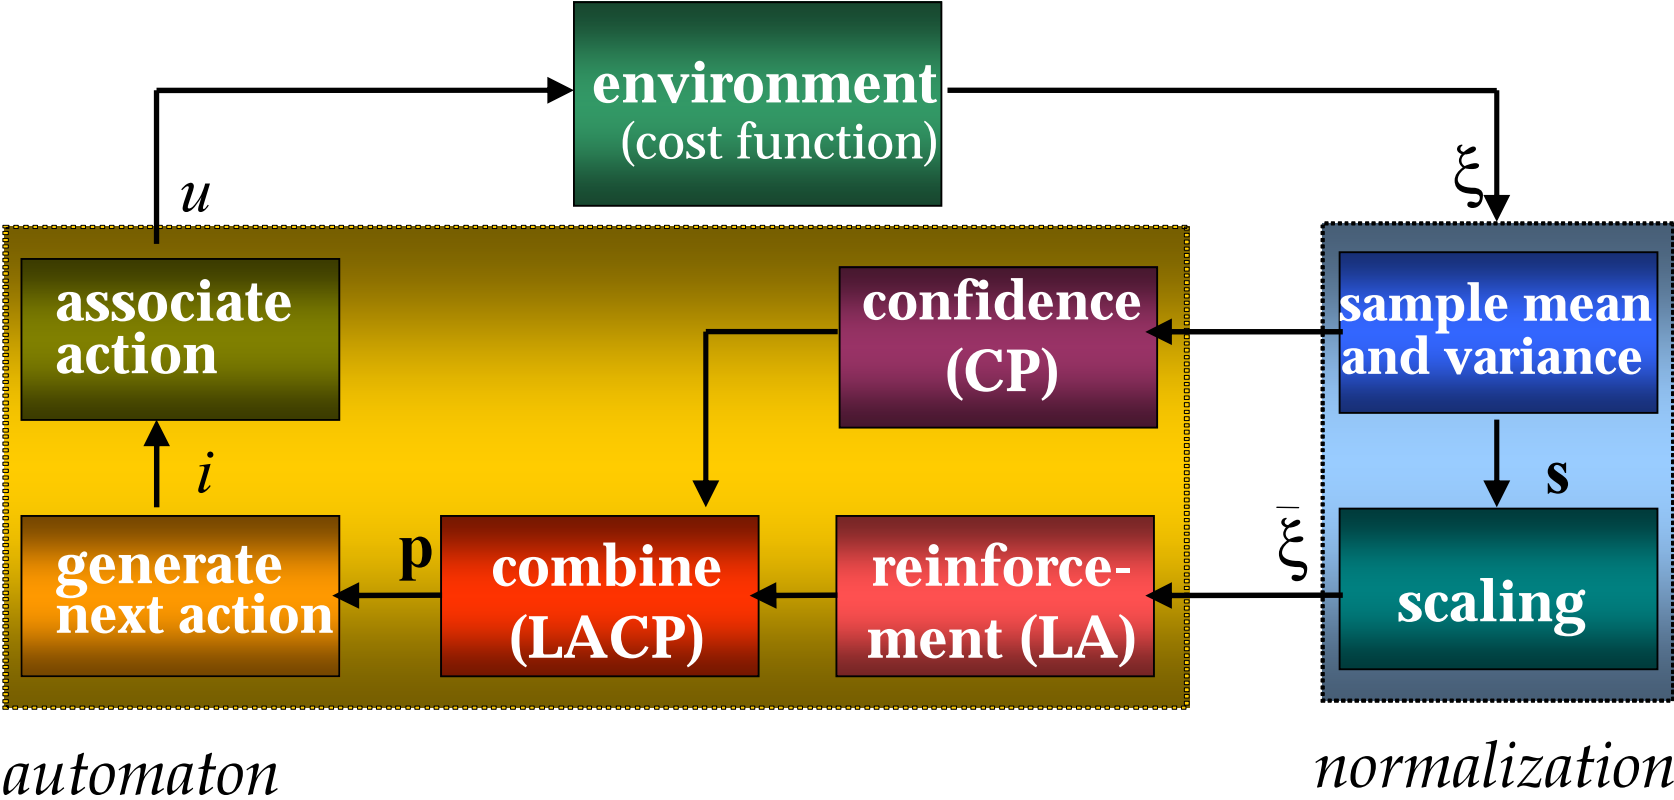 environment
(cost function)
u
ξ
associate
action
confidence
(CP)
sample mean
and variance
i
s
generate
next action
p
combine
(LACP)
reinforce-
ment (LA)
ξ̄
scaling
automaton
normalization